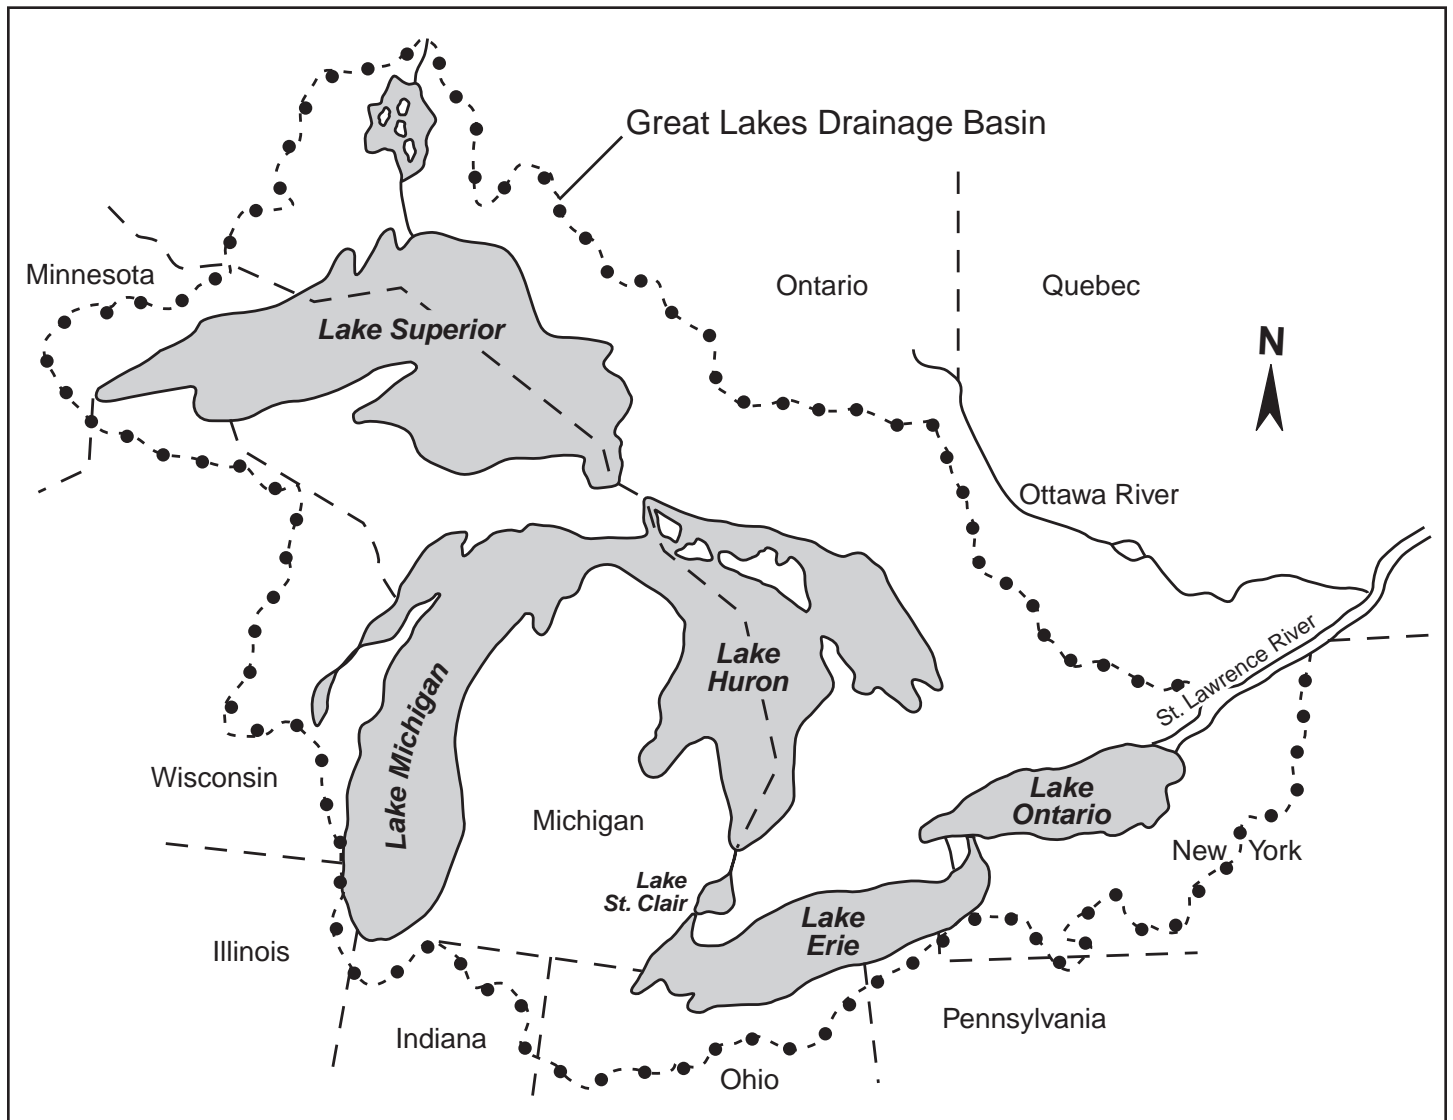 Great Lakes Drainage Basin
Minnesota
Ontario
Quebec
Lake Superior
N
Ottawa River
St. Lawrence River
Lake
Huron
Lake Michigan
Wisconsin
Michigan
Lake
Ontario
New York
Lake
St. Clair
Lake
Erie
Illinois
Indiana
Pennsylvania
Ohio